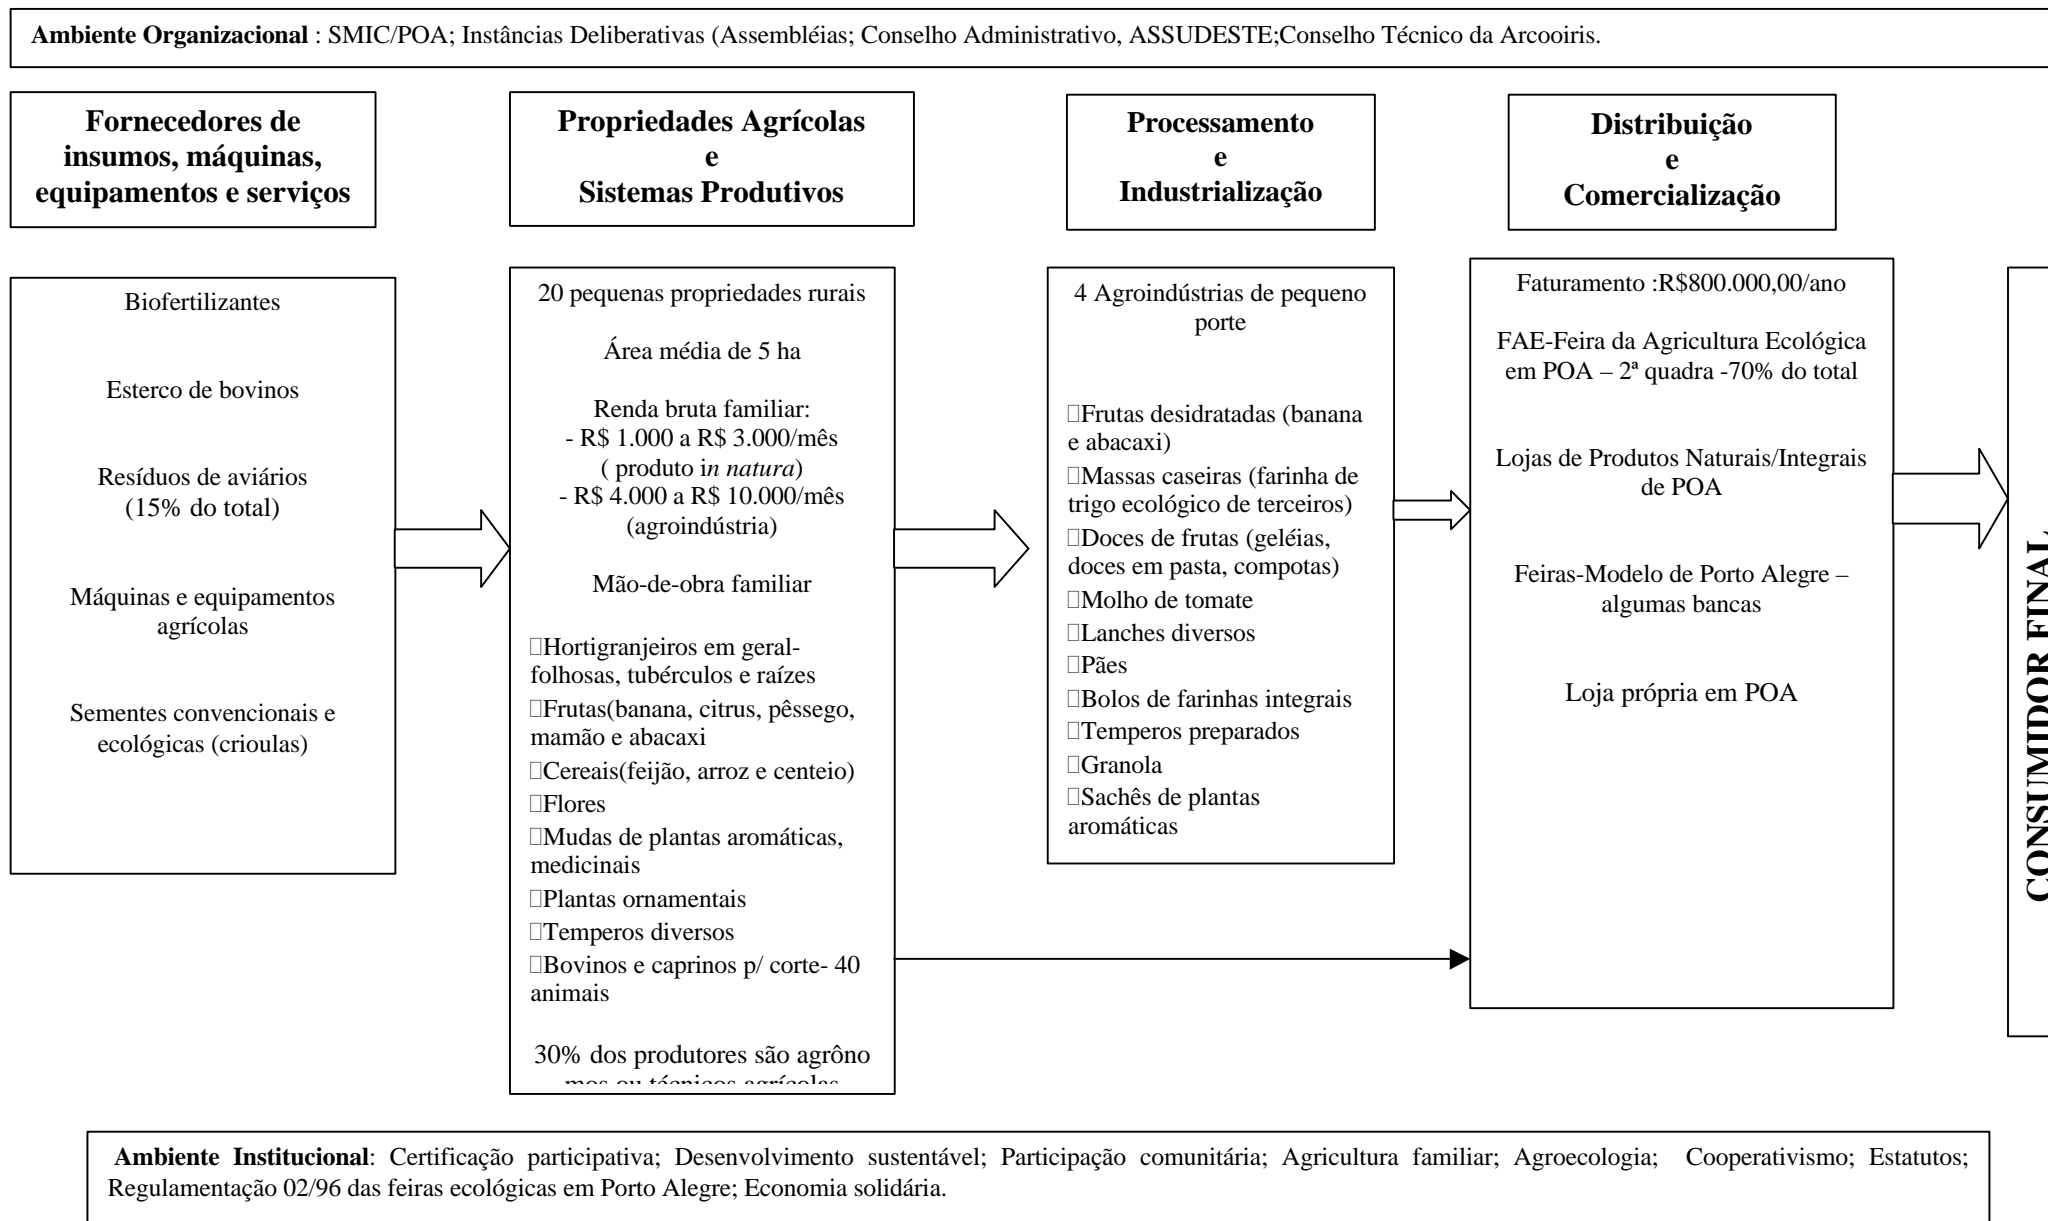 Ambiente Organizacional : SMIC/POA; Instâncias Deliberativas (Assembléias; Conselho Administrativo, ASSUDESTE;Conselho Técnico da Arcooiris.
Fornecedores de
insumos, máquinas,
equipamentos e serviços
Propriedades Agrícolas
e
Sistemas Produtivos
Processamento
e
Industrialização
Distribuição
e
Comercialização
Biofertilizantes
Esterco de bovinos
Resíduos de aviários
(15% do total)
Máquinas e equipamentos
agrícolas
Sementes convencionais e
ecológicas (crioulas)
20 pequenas propriedades rurais
Área média de 5 ha
Renda bruta familiar:
- R$ 1.000 a R$ 3.000/mês
( produto in natura)
- R$ 4.000 a R$ 10.000/mês
(agroindústria)
Mão-de-obra familiar
Hortigranjeiros em geral-
folhosas, tubérculos e raízes
Frutas(banana, citrus, pêssego,
mamão e abacaxi
Cereais(feijão, arroz e centeio)
Flores
Mudas de plantas aromáticas,
medicinais
Plantas ornamentais
Temperos diversos
Bovinos e caprinos p/ corte- 40
animais
30% dos produtores são agrôno
mos ou técnicos agrícolas
4 Agroindústrias de pequeno
porte
Frutas desidratadas (banana
e abacaxi)
Massas caseiras (farinha de
trigo ecológico de terceiros)
Doces de frutas (geléias,
doces em pasta, compotas)
Molho de tomate
Lanches diversos
Pães
Bolos de farinhas integrais
Temperos preparados
Granola
Sachês de plantas
aromáticas
Faturamento :R$800.000,00/ano
FAE-Feira da Agricultura Ecológica
em POA – 2ª quadra -70% do total
Lojas de Produtos Naturais/Integrais
de POA
Feiras-Modelo de Porto Alegre –
algumas bancas
Loja própria em POA
CONSUMIDOR FINAL
Ambiente Institucional: Certificação participativa; Desenvolvimento sustentável; Participação comunitária; Agricultura familiar; Agroecologia; Cooperativismo; Estatutos;
Regulamentação 02/96 das feiras ecológicas em Porto Alegre; Economia solidária.